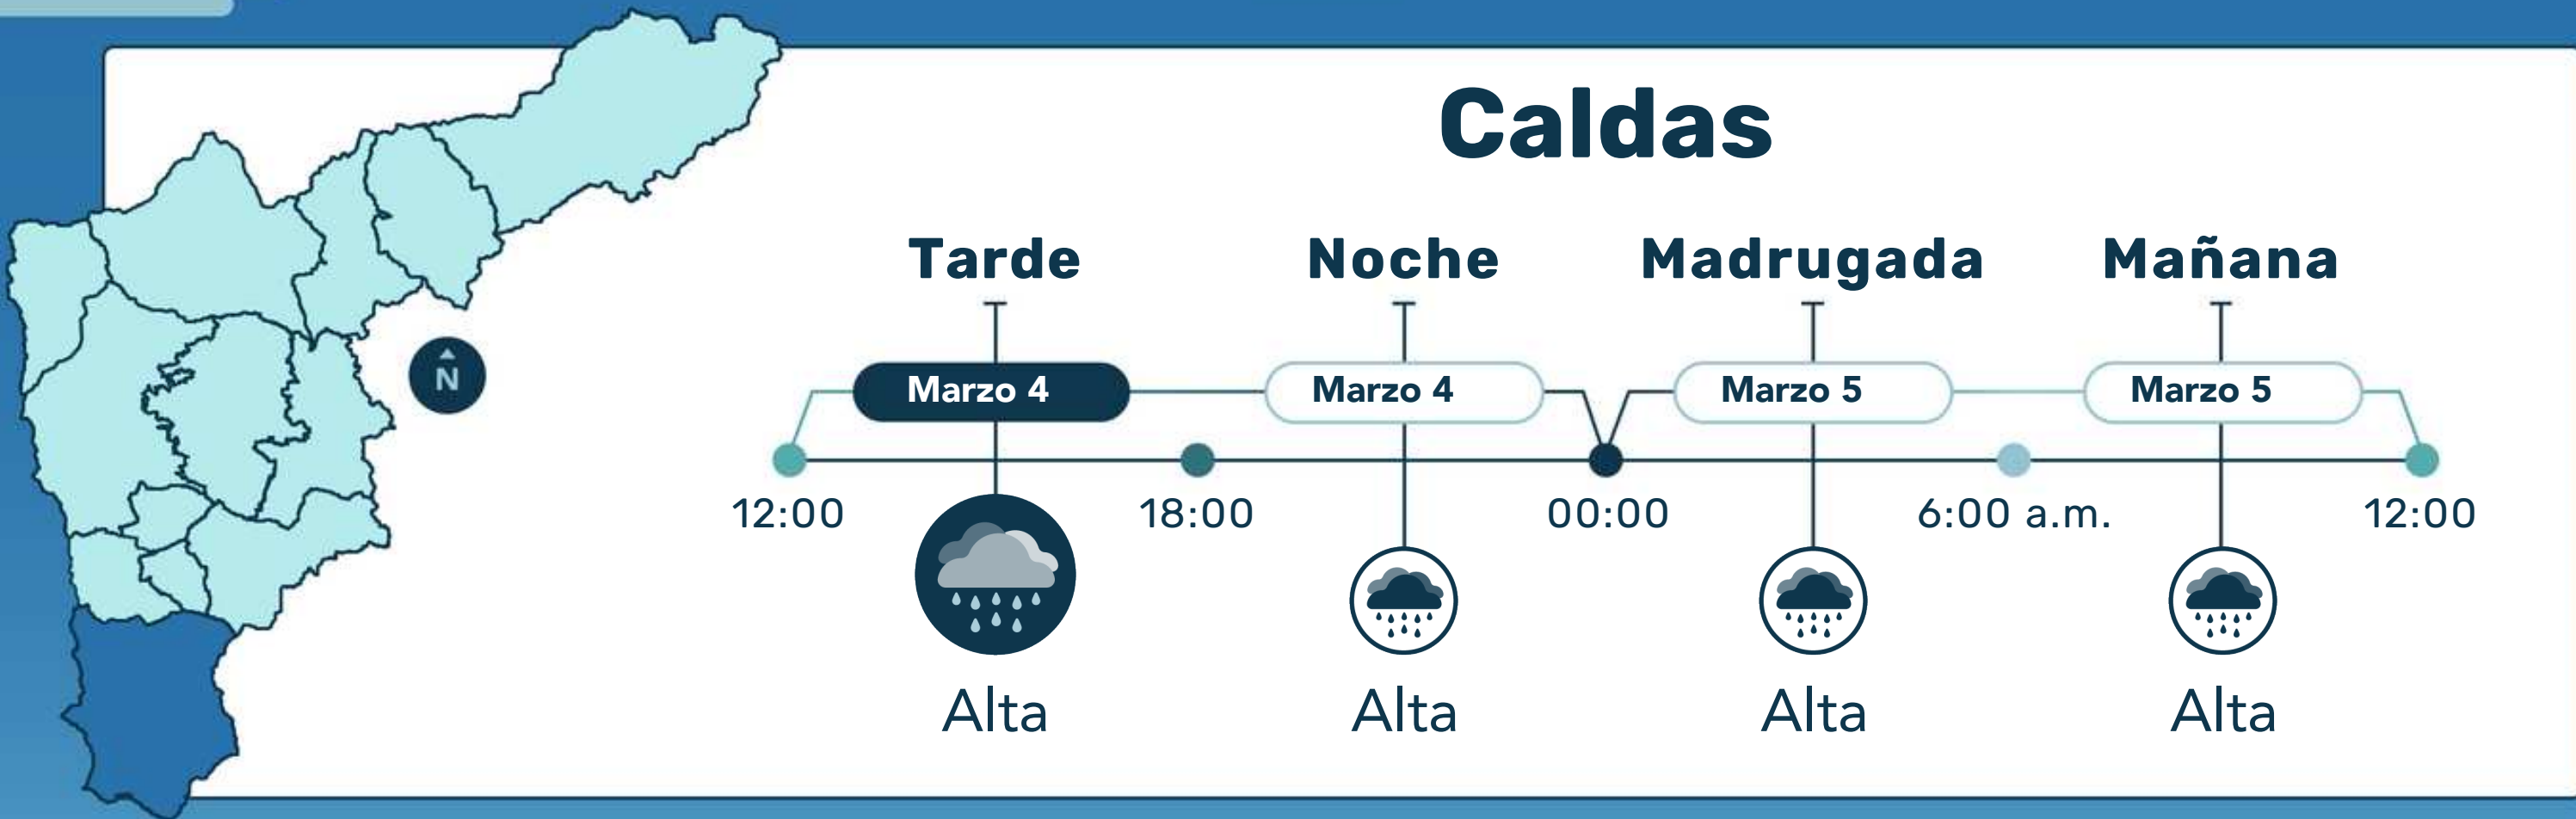 Caldas
Tarde Noche Madrugada Mañana
Marzo 4 Marzo 4 Marzo 5 Marzo 5
N
12:00 18:00 00:00 6:00 a.m. 12:00
Alta Alta Alta Alta